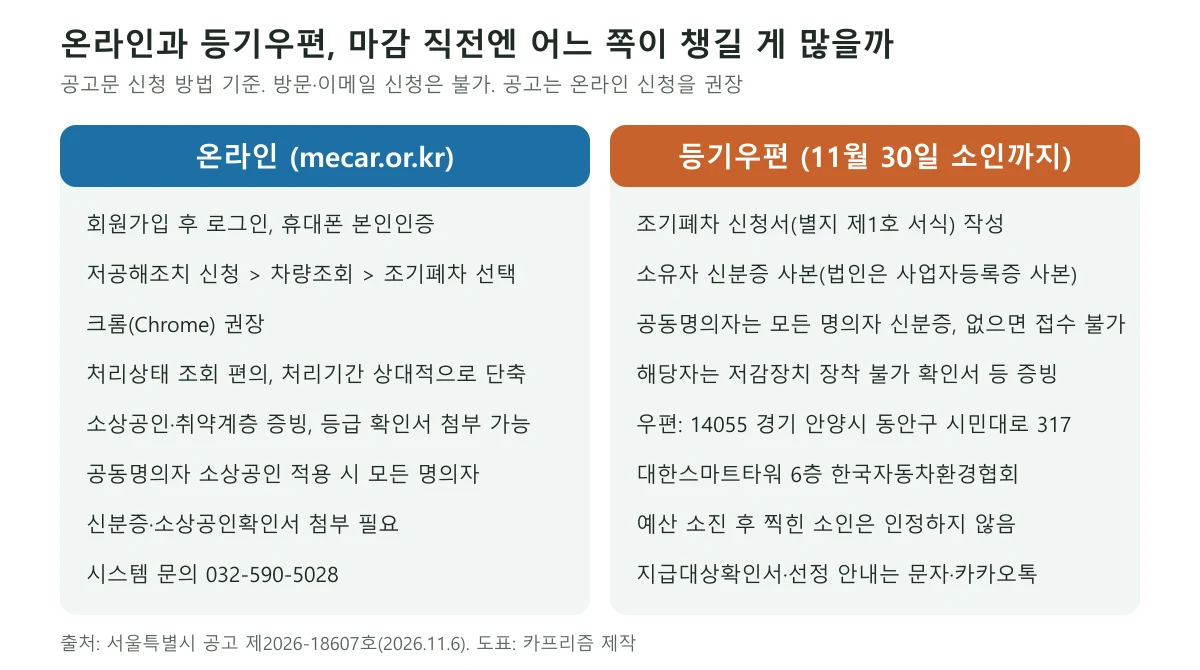 온라인과 등기우편, 마감 직전엔 어느 쪽이 챙길 게 많을까
공고문 신청 방법 기준. 방문·이메일 신청은 불가. 공고는 온라인 신청을 권장
온라인 (mecar.or.kr)
회원가입 후 로그인, 휴대폰 본인인증
저공해조치 신청 > 차량조회 > 조기폐차 선택
크롬(Chrome) 권장
처리상태 조회 편의, 처리기간 상대적으로 단축
소상공인·취약계층 증빙, 등급 확인서 첨부 가능
공동명의자 소상공인 적용 시 모든 명의자
신분증·소상공인확인서 첨부 필요
시스템 문의 032-590-5028
등기우편 (11월 30일 소인까지)
조기폐차 신청서(별지 제1호 서식) 작성
소유자 신분증 사본(법인은 사업자등록증 사본)
공동명의자는 모든 명의자 신분증, 없으면 접수 불가
해당자는 저감장치 장착 불가 확인서 등 증빙
우편: 14055 경기 안양시 동안구 시민대로 317
대한스마트타워 6층 한국자동차환경협회
예산 소진 후 찍힌 소인은 인정하지 않음
지급대상확인서·선정 안내는 문자·카카오톡
출처: 서울특별시 공고 제2026-18607호(2026.11.6). 도표: 카프리즘 제작